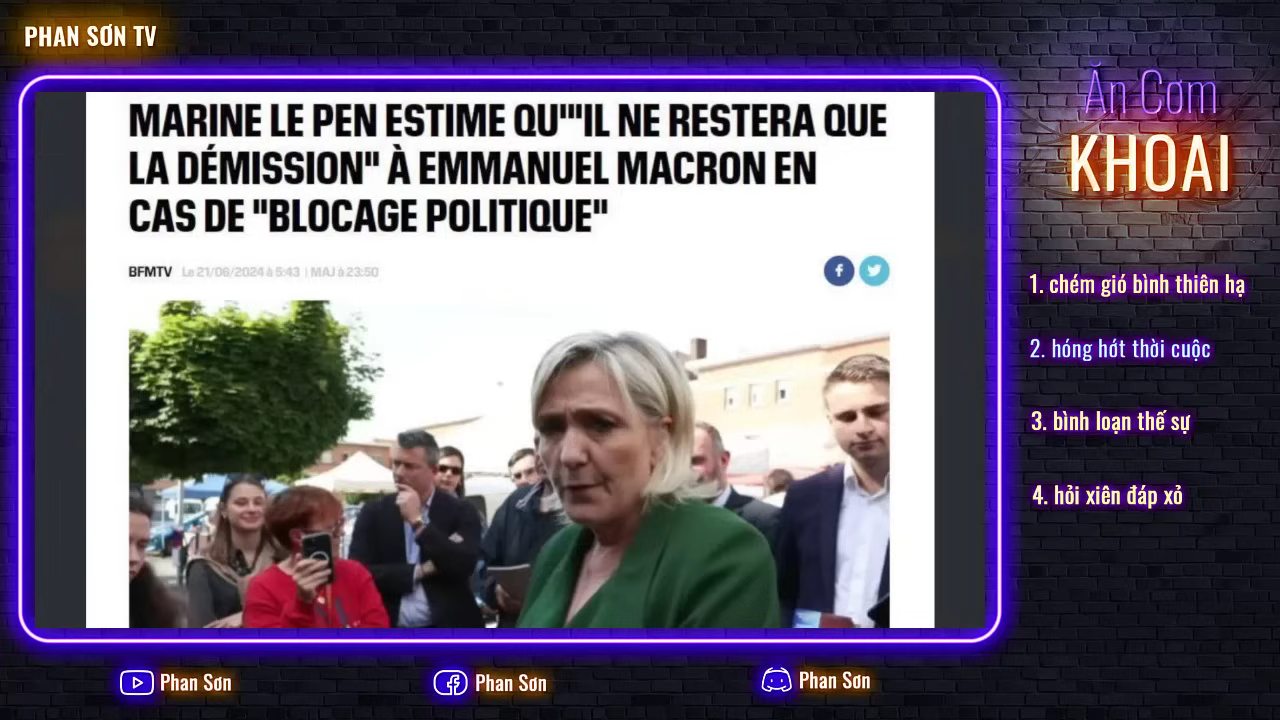 PHAN SƠN TV
Ăn Cơm
KHOAI
MARINE LE PEN ESTIME QU'"IL NE RESTERA QUE
LA DÉMISSION" À EMMANUEL MACRON EN
CAS DE "BLOCAGE POLITIQUE"
BFMTV Le 21/06/2024 à 5:43 | MAJ à 23:50
1. chém gió bình thiên hạ
2. hóng hớt thời cuộc
3. bình loạn thế sự
4. hỏi xiên đáp xỏ
Phan Sơn
Phan Sơn
Phan Sơn